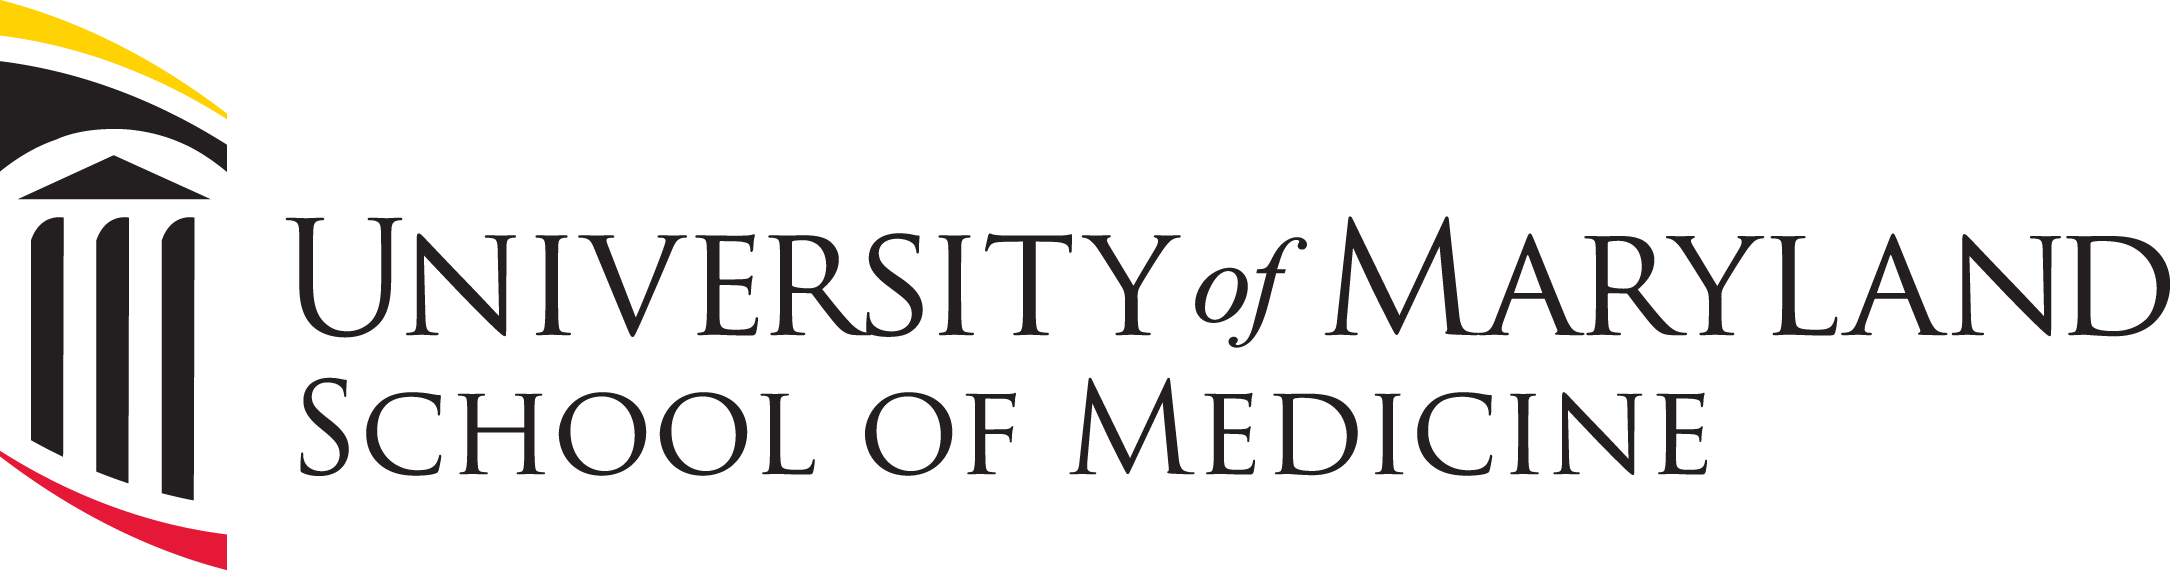 UNIVERSITY of MARYLAND
SCHOOL OF MEDICINE